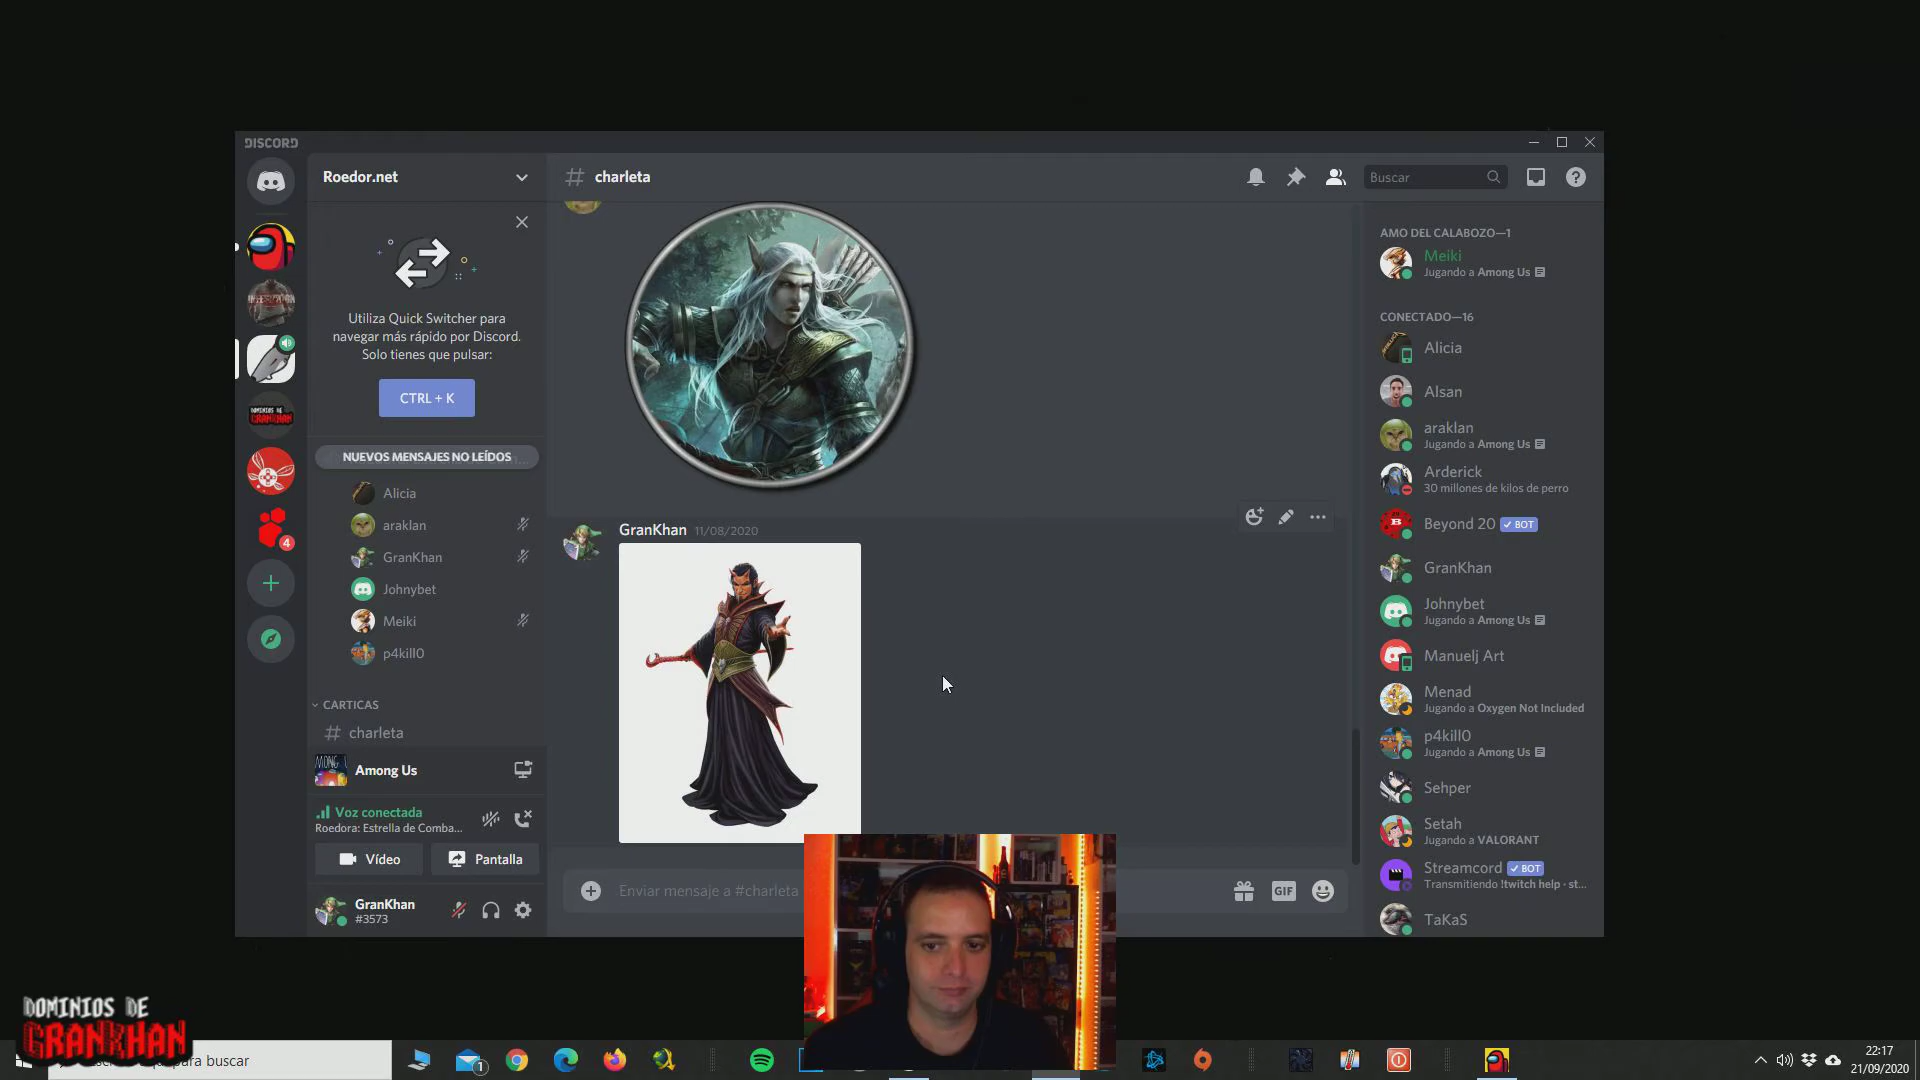 DISCORD
Roedor.net
Utiliza Quick Switcher para
navegar más rápido por Discord.
Solo tienes que pulsar:
CTRL + K
NUEVOS MENSAJES NO LEÍDOS
Alicia
araklan
GranKhan
Johnybet
Meiki
p4kill0
CARTICAS
# charleta
Among Us
Voz conectada
Roedora: Estrella de Comba...
Vídeo
Pantalla
GranKhan
#3573
# charleta
Buscar
GranKhan 11/08/2020
Enviar mensaje a #charleta
GIF
AMO DEL CALABOZO—1
Meiki
Jugando a Among Us
CONECTADO—16
Alicia
Alsan
araklan
Jugando a Among Us
Arderick
30 millones de kilos de perro
Beyond 20 ✓ BOT
GranKhan
Johnybet
Jugando a Among Us
Manuelj Art
Menad
Jugando a Oxygen Not Included
p4kill0
Jugando a Among Us
Sehper
Setah
Jugando a VALORANT
Streamcord ✓ BOT
Transmitiendo !twitch help · st...
TaKaS
4
DOMINIOS DE
GRANKHAN
para buscar
1
22:17
21/09/2020